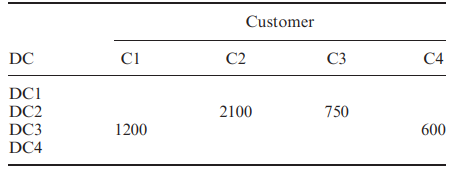 Customer
DC C1 C2 C3 C4
DC1
DC2 2100 750
DC3 1200 600
DC4